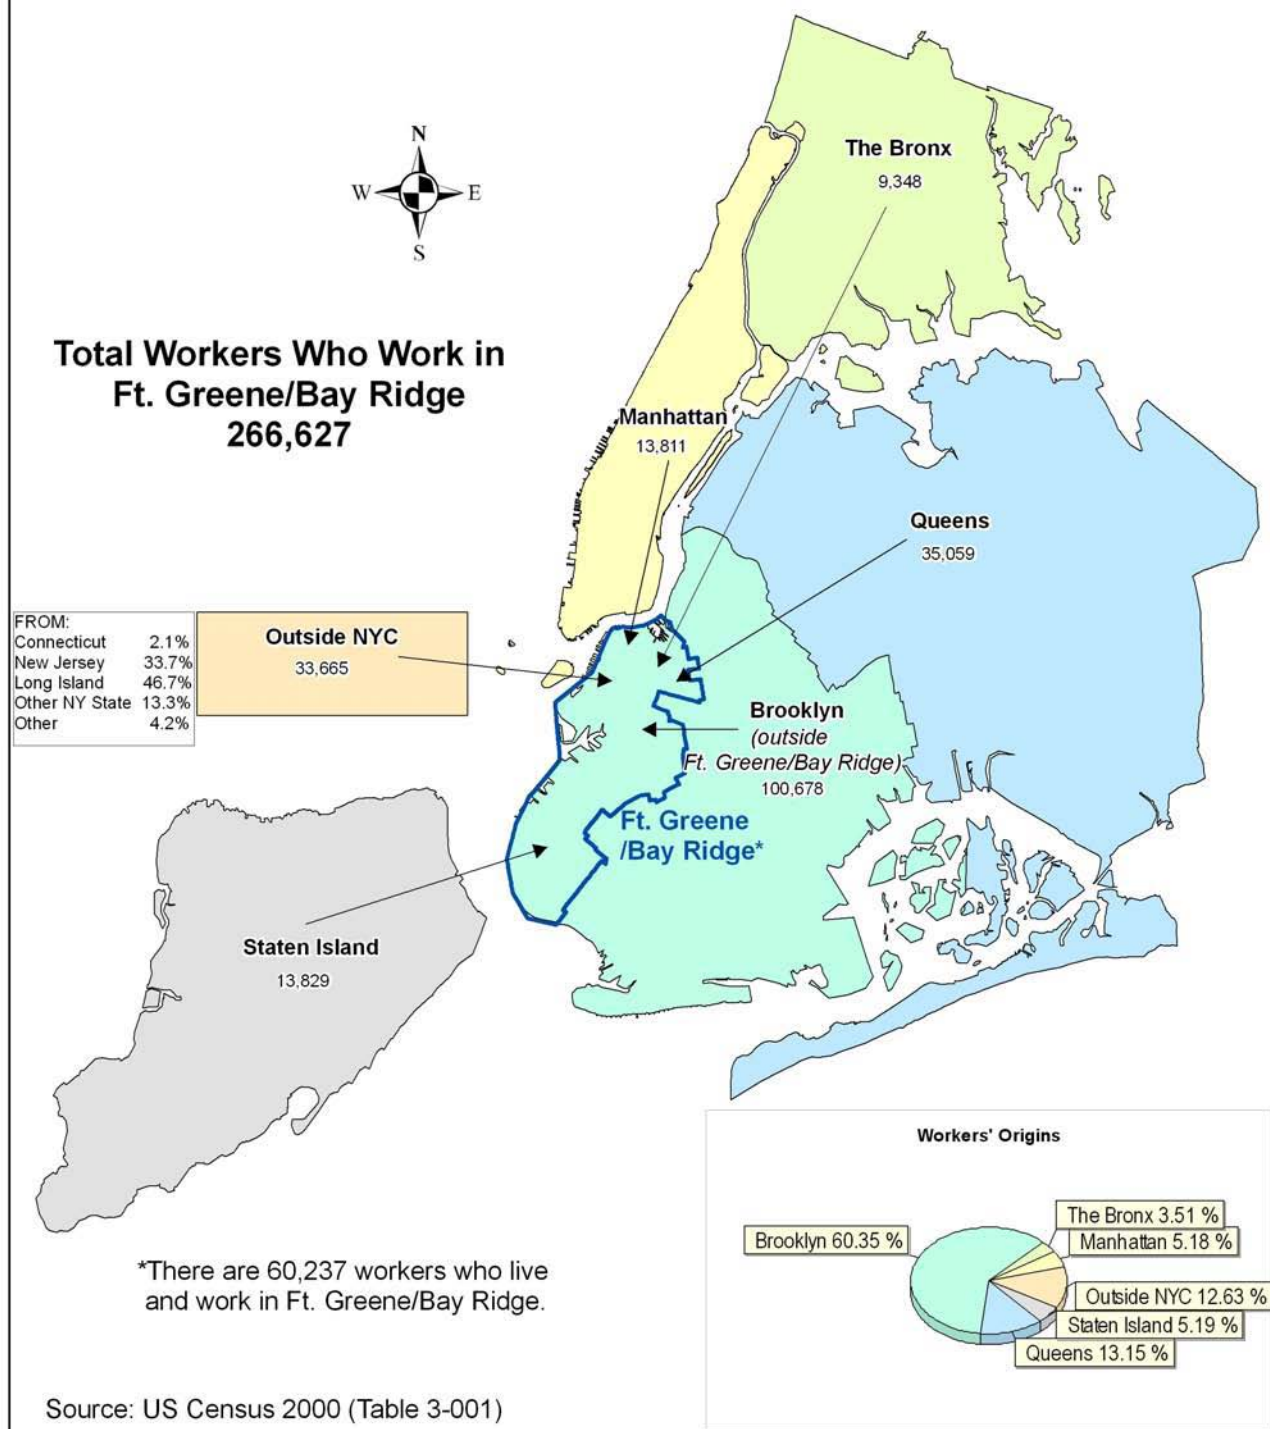 N
W E
S
Total Workers Who Work in
Ft. Greene/Bay Ridge
266,627
The Bronx
9,348
Manhattan
13,811
Queens
35,059
FROM:
Connecticut 2.1%
New Jersey 33.7%
Long Island 46.7%
Other NY State 13.3%
Other 4.2%
Outside NYC
33,665
Brooklyn
(outside
Ft. Greene/Bay Ridge)
100,678
Ft. Greene
/Bay Ridge*
Staten Island
13,829
*There are 60,237 workers who live
and work in Ft. Greene/Bay Ridge.
Workers' Origins
The Bronx 3.51 %
Brooklyn 60.35 %
Manhattan 5.18 %
Outside NYC 12.63 %
Staten Island 5.19 %
Queens 13.15 %
Source: US Census 2000 (Table 3-001)